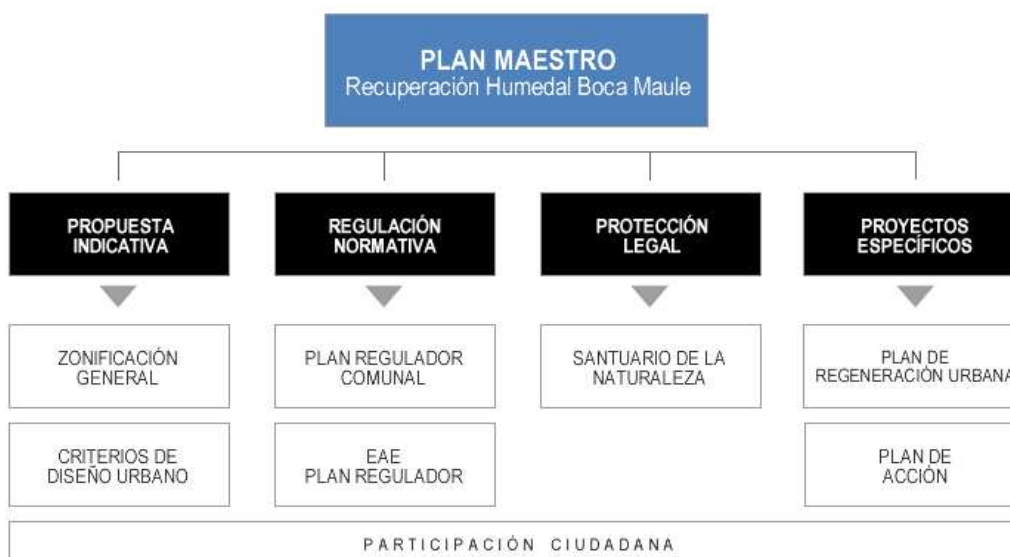 PLAN MAESTRO
Recuperación Humedal Boca Maule
PROPUESTA
INDICATIVA
REGULACIÓN
NORMATIVA
PROTECCIÓN
LEGAL
PROYECTOS
ESPECÍFICOS
ZONIFICACIÓN
GENERAL
PLAN REGULADOR
COMUNAL
SANTUARIO DE LA
NATURALEZA
PLAN DE
REGENERACIÓN URBANA
CRITERIOS DE
DISEÑO URBANO
EAE
PLAN REGULADOR
PLAN DE
ACCIÓN
PARTICIPACIÓN CIUDADANA